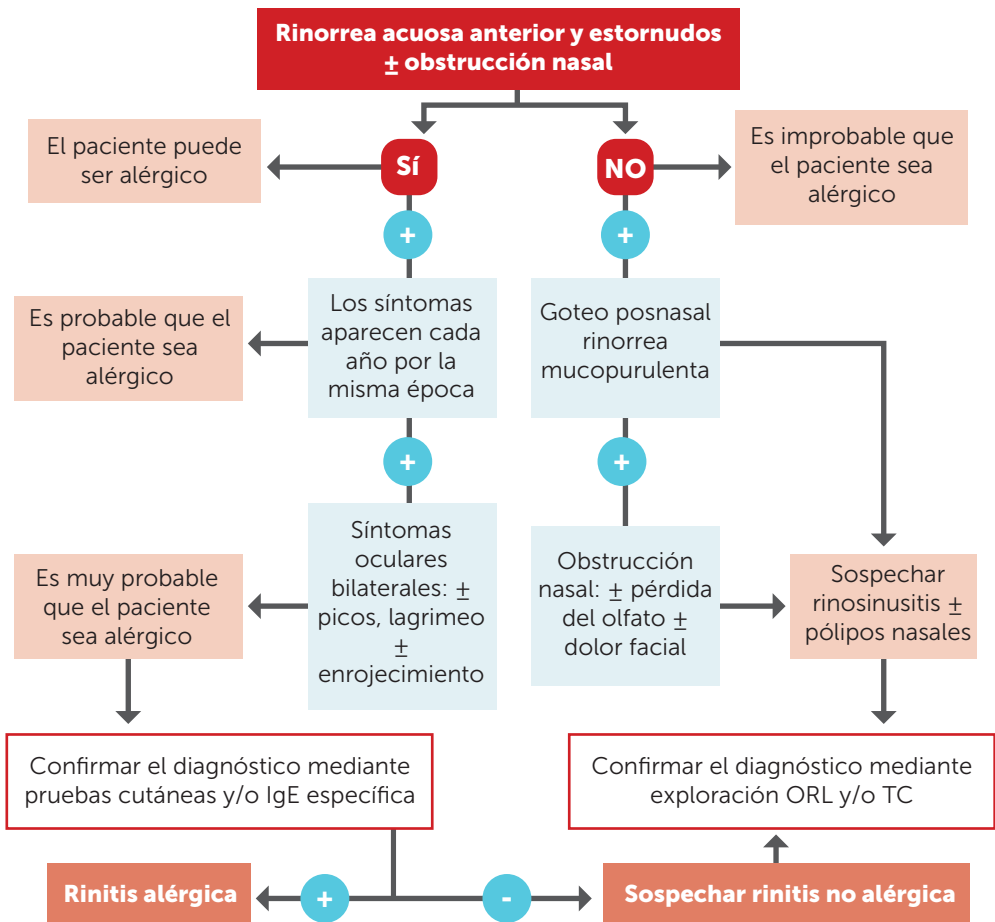 Rinorrea acuosa anterior y estornudos
± obstrucción nasal
El paciente puede
ser alérgico
Sí
NO
Es improbable que
el paciente sea
alérgico
+
+
Es probable que el
paciente sea
alérgico
Los síntomas
aparecen cada
año por la
misma época
Goteo posnasal
rinorrea
mucopurulenta
+
+
Es muy probable
que el paciente
sea alérgico
Síntomas
oculares
bilaterales: ±
picos, lagrimeo
±
enrojecimiento
Obstrucción
nasal: ± pérdida
del olfato ±
dolor facial
Sospechar
rinosinusitis ±
pólipos nasales
Confirmar el diagnóstico mediante
pruebas cutáneas y/o IgE específica
Confirmar el diagnóstico mediante
exploración ORL y/o TC
Rinitis alérgica
+
-
Sospechar rinitis no alérgica